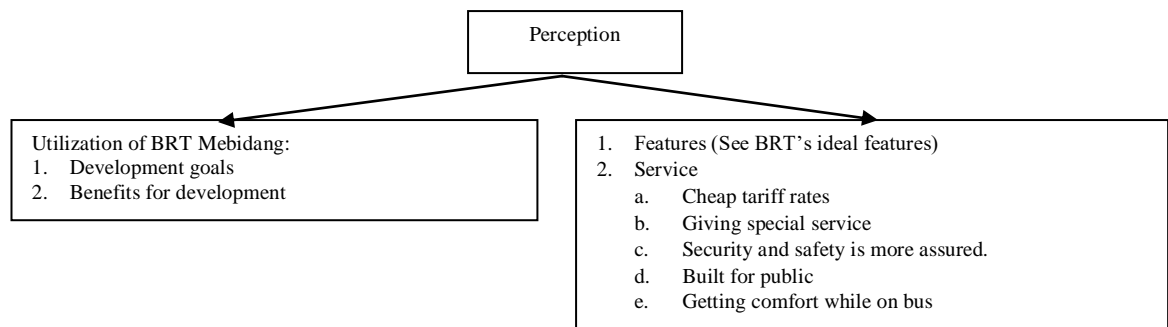 Perception
Utilization of BRT Mebidang:
1. Development goals
2. Benefits for development
1. Features (See BRT's ideal features)
2. Service
a. Cheap tariff rates
b. Giving special service
c. Security and safety is more assured.
d. Built for public
e. Getting comfort while on bus